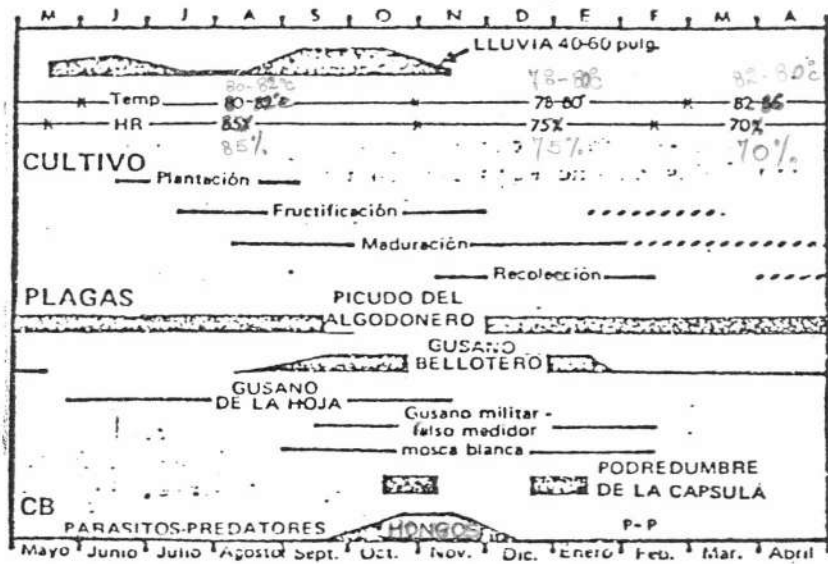 M J J A S O N D E F M A
LLUVIA 40-60 pulg.
80-82°c 78-80°c 82-80°c
Temp 80-82°c 78-80 82-86
HR 85% 75% 70%
85% 75% 70%
CULTIVO
Plantación
Fructificación
Maduración
Recolección
PLAGAS
PICUDO DEL
ALGODONERO
GUSANO
BELLOTERO
GUSANO
DE LA HOJA
Gusano militar -
falso medidor
mosca blanca
PODREDUMBRE
DE LA CAPSULA
CB
PARASITOS-PREDATORES HONGOS P-P
Mayo Junio Julio Agosto Sept. Oct. Nov. Dic. Enero Feb. Mar. Abril